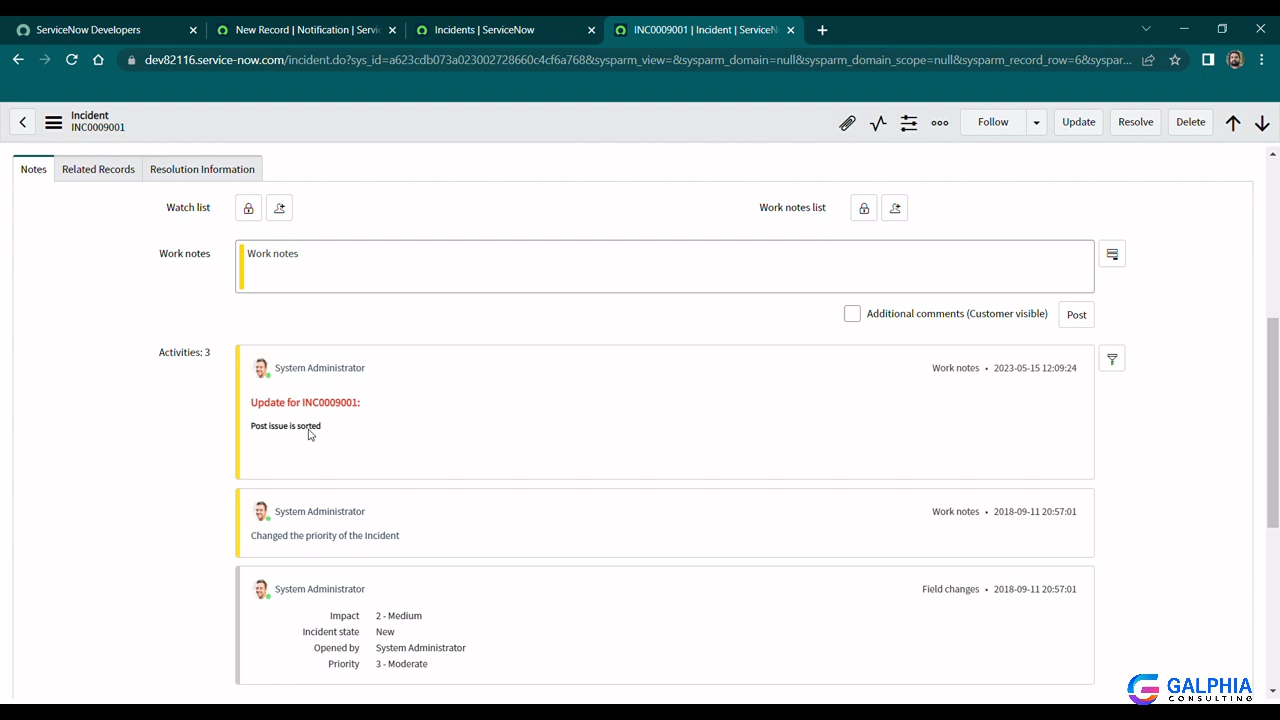 ServiceNow Developers
New Record | Notification | Servic
Incidents | ServiceNow
INC0009001 | Incident | ServiceN
dev82116.service-now.com/incident.do?sys_id=a623cdb073a023002728660c4cf6a768&sysparm_view=&sysparm_domain=null&sysparm_domain_scope=null&sysparm_record_row=6&syspar...
Incident
INC0009001
Follow
Update
Resolve
Delete
Notes
Related Records
Resolution Information
Watch list
Work notes list
Work notes
Work notes
Additional comments (Customer visible)
Post
Activities: 3
System Administrator
Work notes • 2023-05-15 12:09:24
Update for INC0009001:
Post issue is sorted
System Administrator
Work notes • 2018-09-11 20:57:01
Changed the priority of the Incident
System Administrator
Field changes • 2018-09-11 20:57:01
Impact 2 - Medium
Incident state New
Opened by System Administrator
Priority 3 - Moderate
GALPHIA
CONSULTING